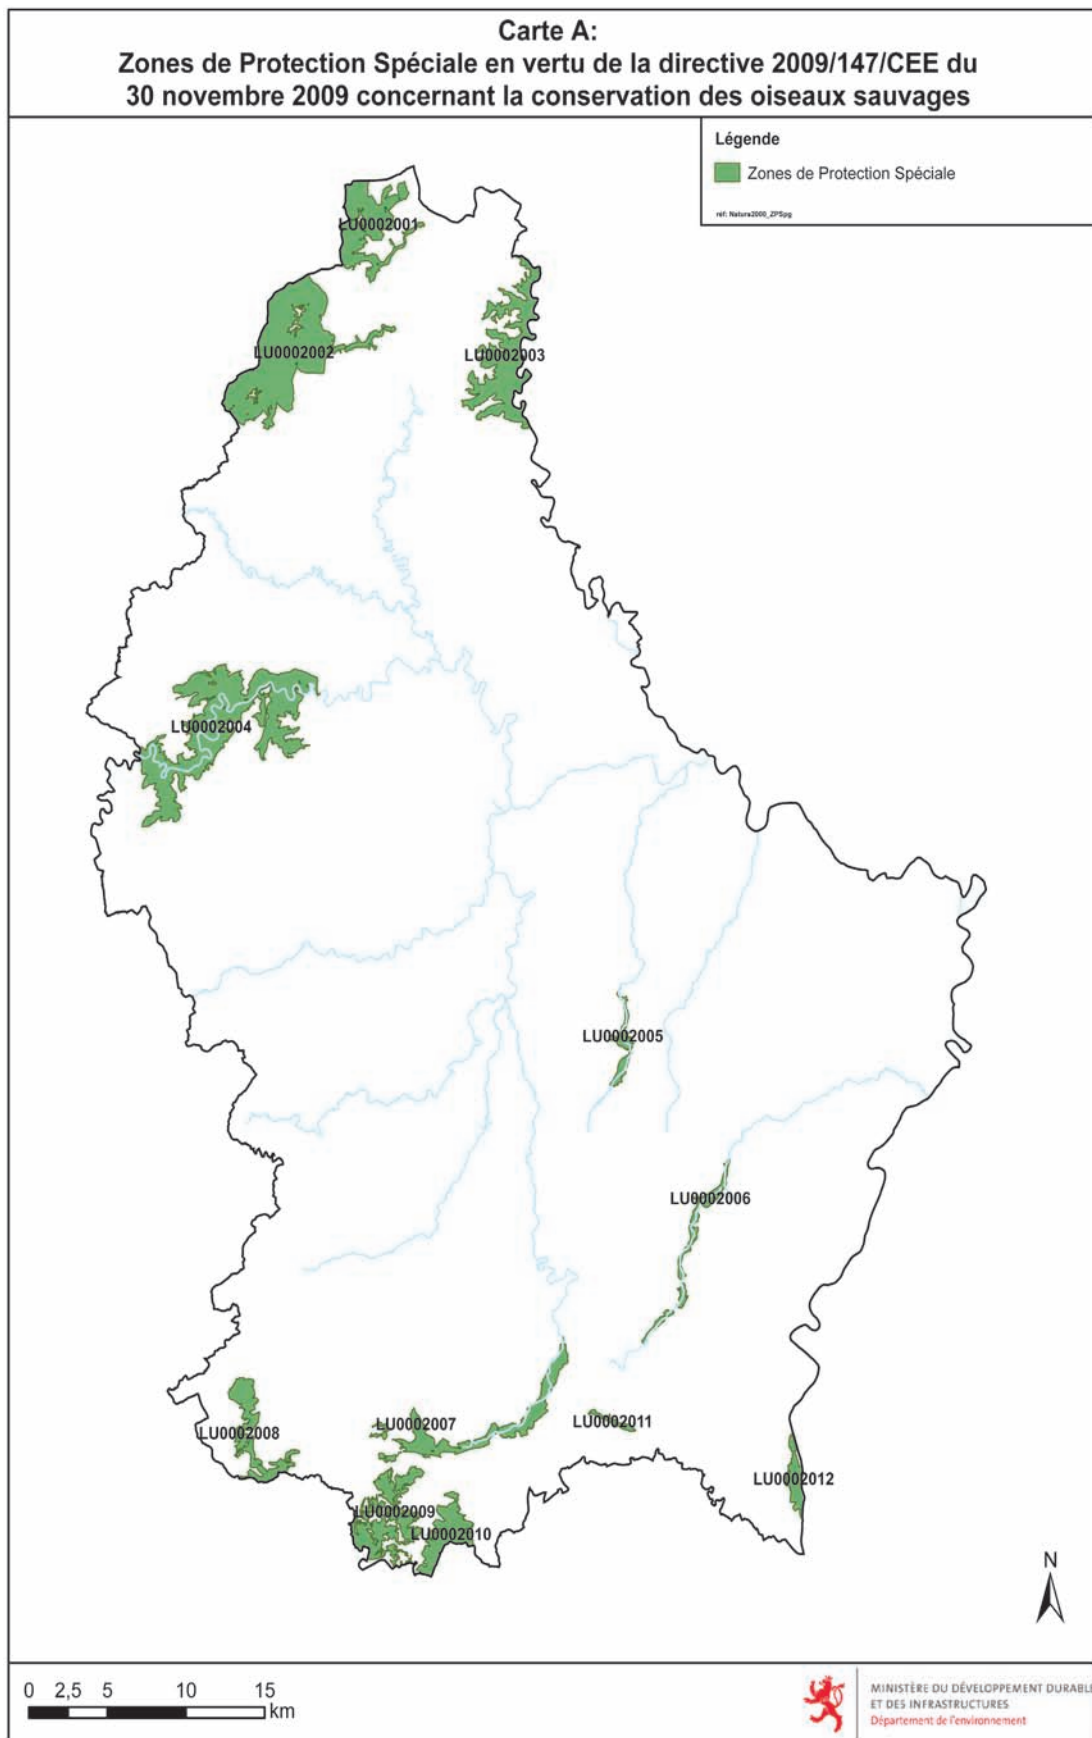 Carte A:
Zones de Protection Spéciale en vertu de la directive 2009/147/CEE du
30 novembre 2009 concernant la conservation des oiseaux sauvages
Légende
Zones de Protection Spéciale
réf: Natura2000_ZPSpg
LU0002001
LU0002002
LU0002003
LU0002004
LU0002005
LU0002006
LU0002007
LU0002008
LU0002011
LU0002012
LU0002009
LU0002010
N
0 2,5 5 10 15
km
MINISTÈRE DU DÉVELOPPEMENT DURABLE
ET DES INFRASTRUCTURES
Département de l'environnement